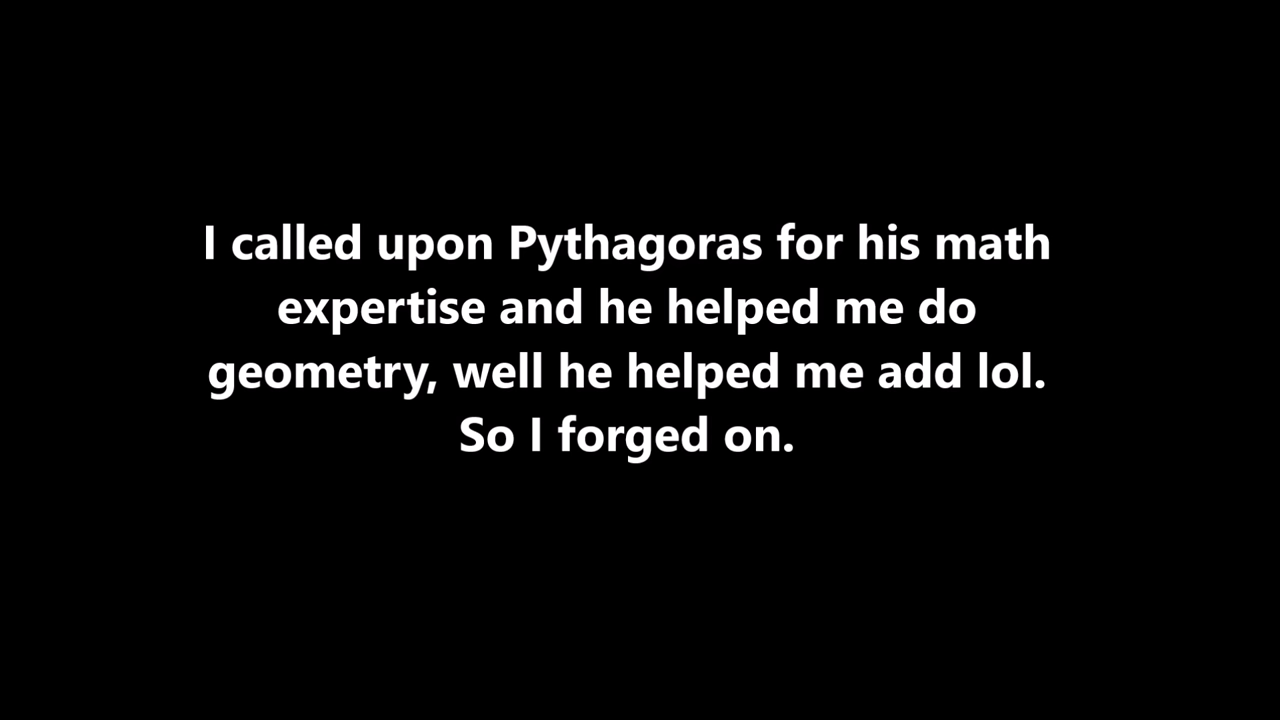 I called upon Pythagoras for his math
expertise and he helped me do
geometry, well he helped me add lol.
So I forged on.